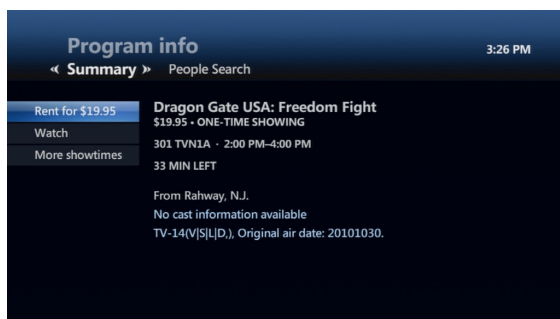 Program info
3:26 PM
« Summary » People Search
Rent for $19.95
Watch
More showtimes
Dragon Gate USA: Freedom Fight
$19.95 • ONE-TIME SHOWING
301 TVN1A · 2:00 PM–4:00 PM
33 MIN LEFT
From Rahway, N.J.
No cast information available
TV-14(V|S|L|D,), Original air date: 20101030.